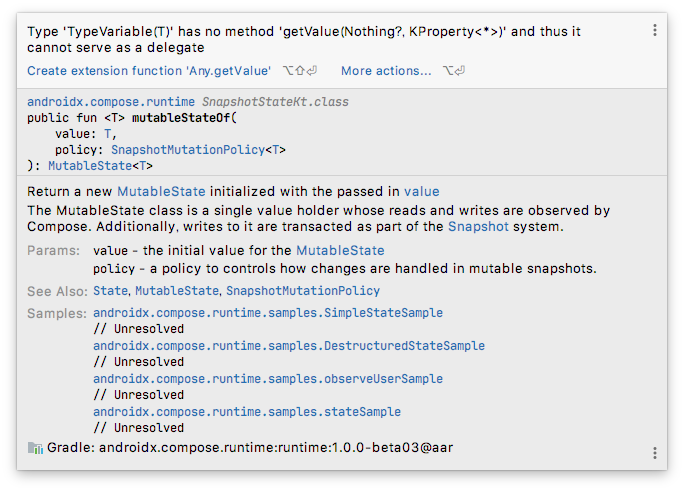 Type 'TypeVariable(T)' has no method 'getValue(Nothing?, KProperty<*>)' and thus it
cannot serve as a delegate
Create extension function 'Any.getValue' ⌥⇧⏎ More actions... ⌥⏎
androidx.compose.runtime SnapshotStateKt.class
public fun <T> mutableStateOf(
    value: T,
    policy: SnapshotMutationPolicy<T>
): MutableState<T>
Return a new MutableState initialized with the passed in value
The MutableState class is a single value holder whose reads and writes are observed by
Compose. Additionally, writes to it are transacted as part of the Snapshot system.
Params: value - the initial value for the MutableState
policy - a policy to controls how changes are handled in mutable snapshots.
See Also: State, MutableState, SnapshotMutationPolicy
Samples: androidx.compose.runtime.samples.SimpleStateSample
// Unresolved
androidx.compose.runtime.samples.DestructuredStateSample
// Unresolved
androidx.compose.runtime.samples.observeUserSample
// Unresolved
androidx.compose.runtime.samples.stateSample
// Unresolved
Gradle: androidx.compose.runtime:runtime:1.0.0-beta03@aar